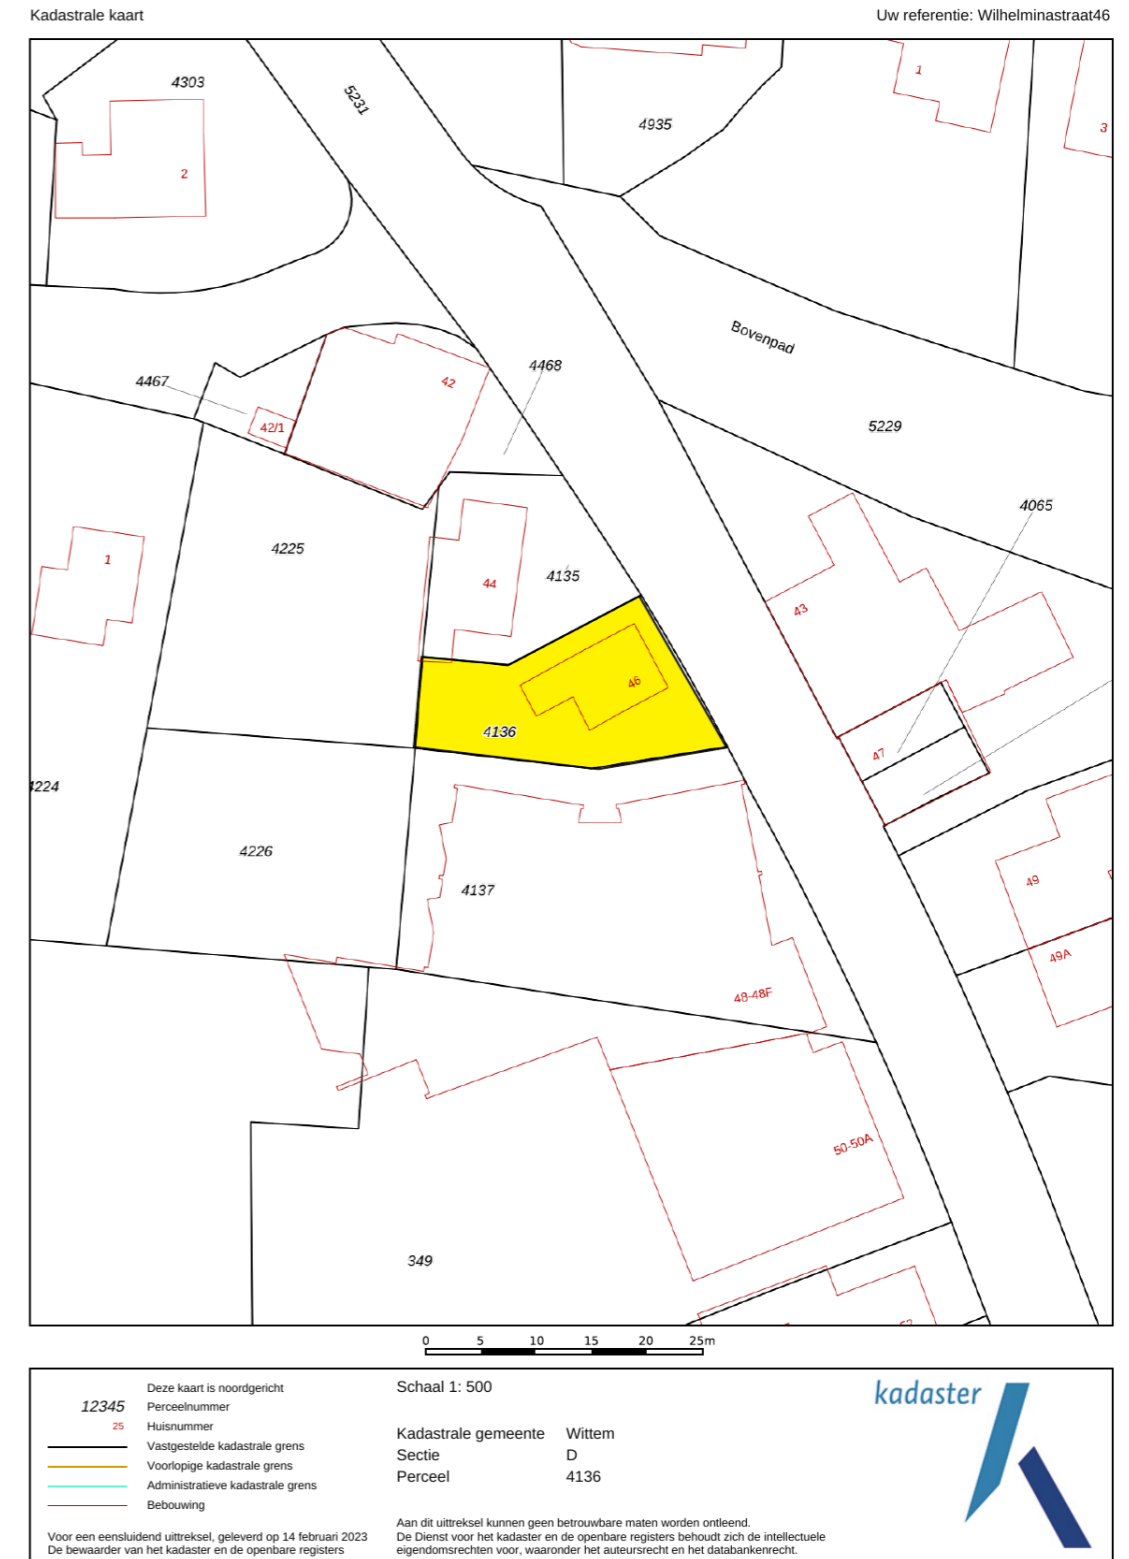 Kadastrale kaart
Uw referentie: Wilhelminastraat46
4303
5231
4935
1
3
2
Bovenpad
4467
4468
42
42/1
5229
4065
4225
1
44
4135
43
46
4136
47
4224
4226
4137
49
49A
48-48F
50-50A
349
0 5 10 15 20 25m
Deze kaart is noordgericht
12345 Perceelnummer
25 Huisnummer
Vastgestelde kadastrale grens
Voorlopige kadastrale grens
Administratieve kadastrale grens
Bebouwing
Voor een eensluidend uittreksel, geleverd op 14 februari 2023
De bewaarder van het kadaster en de openbare registers
Schaal 1: 500
Kadastrale gemeente Wittem
Sectie D
Perceel 4136
Aan dit uittreksel kunnen geen betrouwbare maten worden ontleend.
De Dienst voor het kadaster en de openbare registers behoudt zich de intellectuele
eigendomsrechten voor, waaronder het auteursrecht en het databankenrecht.
kadaster